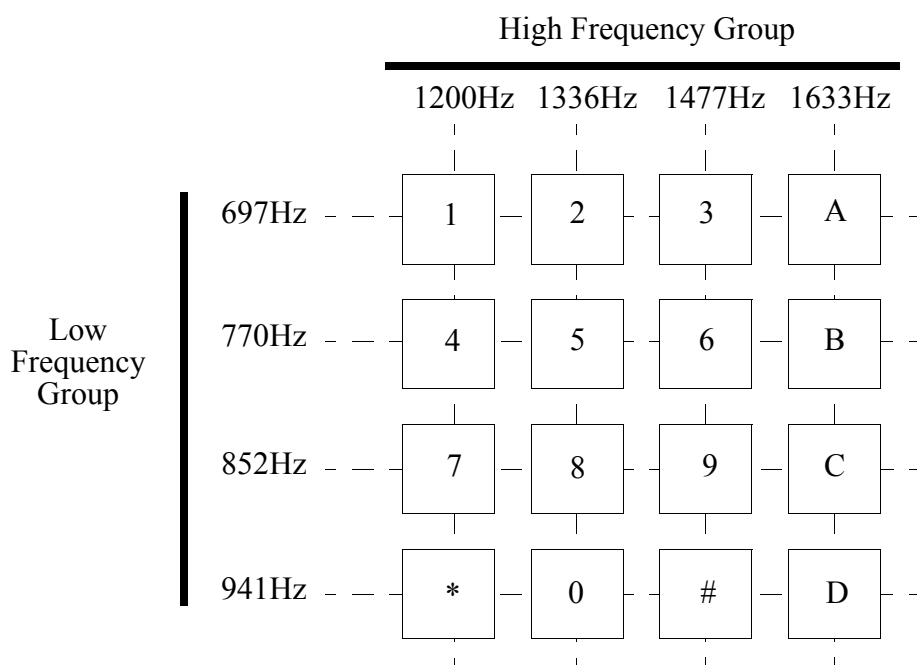 High Frequency Group
1200Hz 1336Hz 1477Hz 1633Hz
697Hz 1 2 3 A
Low
Frequency
Group
770Hz 4 5 6 B
852Hz 7 8 9 C
941Hz * 0 # D